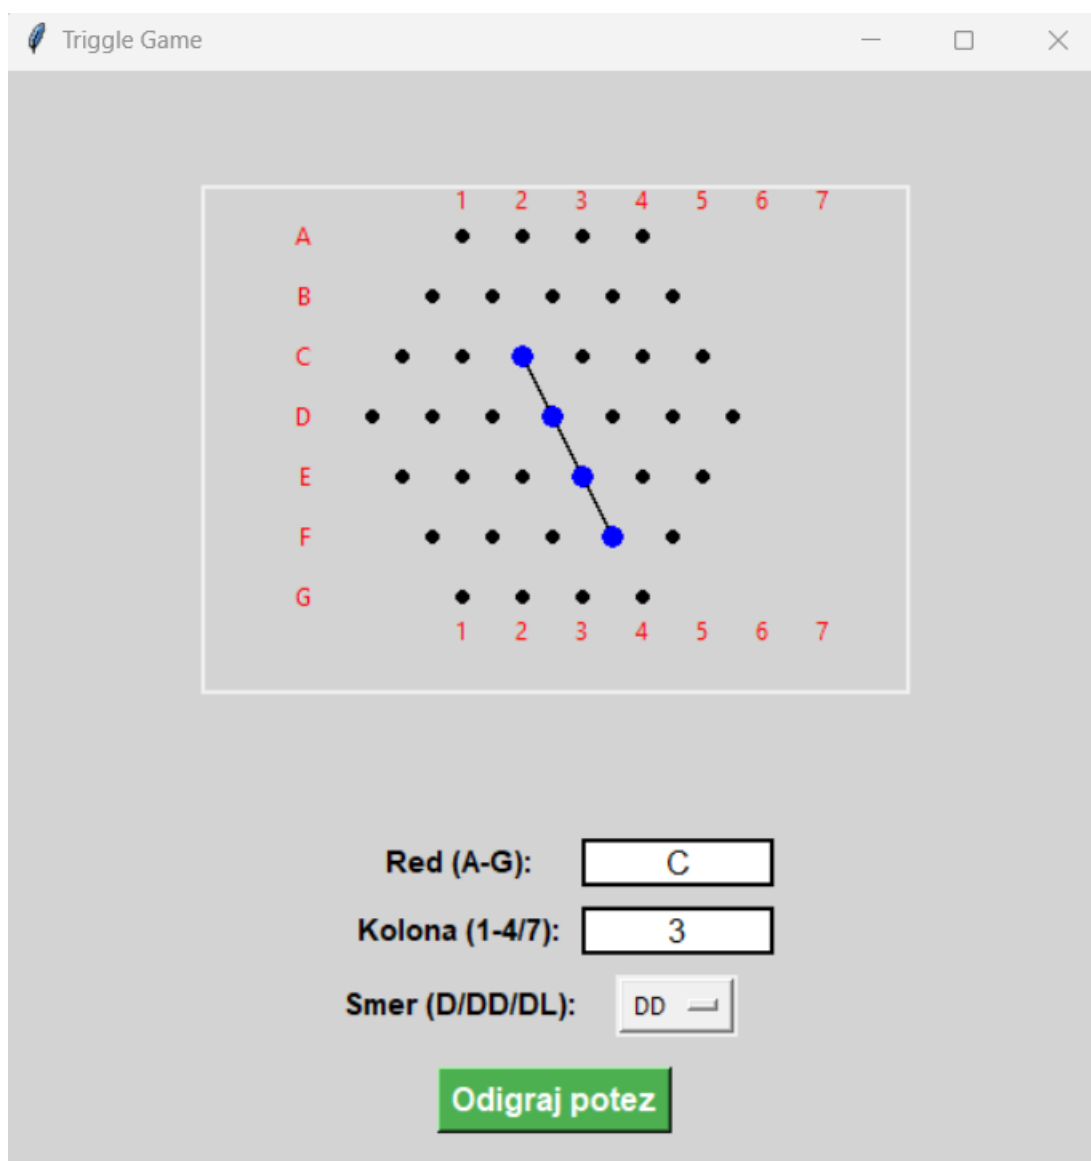 Triggle Game
1 2 3 4 5 6 7
A
B
C
D
E
F
G
1 2 3 4 5 6 7
Red (A-G): C
Kolona (1-4/7): 3
Smer (D/DD/DL): DD
Odigraj potez